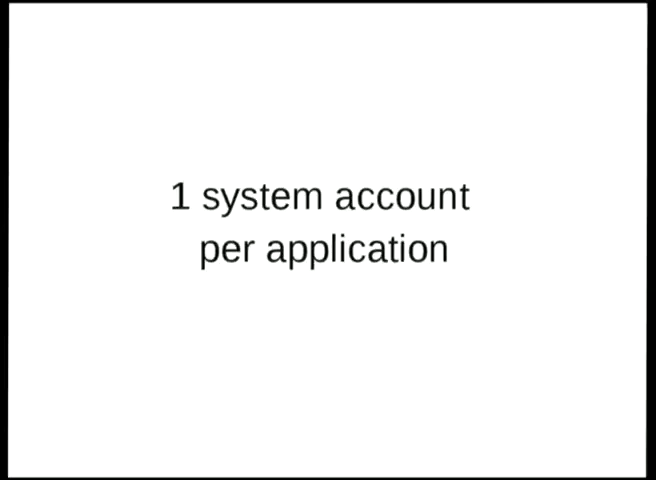 1 system account
per application